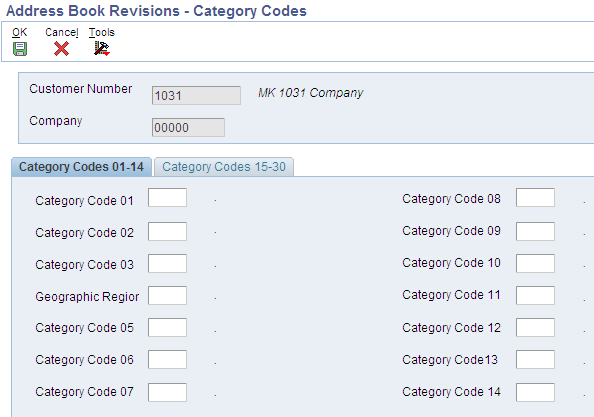 Address Book Revisions - Category Codes
OK Cancel Tools
Customer Number 1031 MK 1031 Company
Company 00000
Category Codes 01-14 Category Codes 15-30
Category Code 01 . Category Code 08 .
Category Code 02 . Category Code 09 .
Category Code 03 . Category Code 10 .
Geographic Regior . Category Code 11 .
Category Code 05 . Category Code 12 .
Category Code 06 . Category Code13 .
Category Code 07 . Category Code 14 .